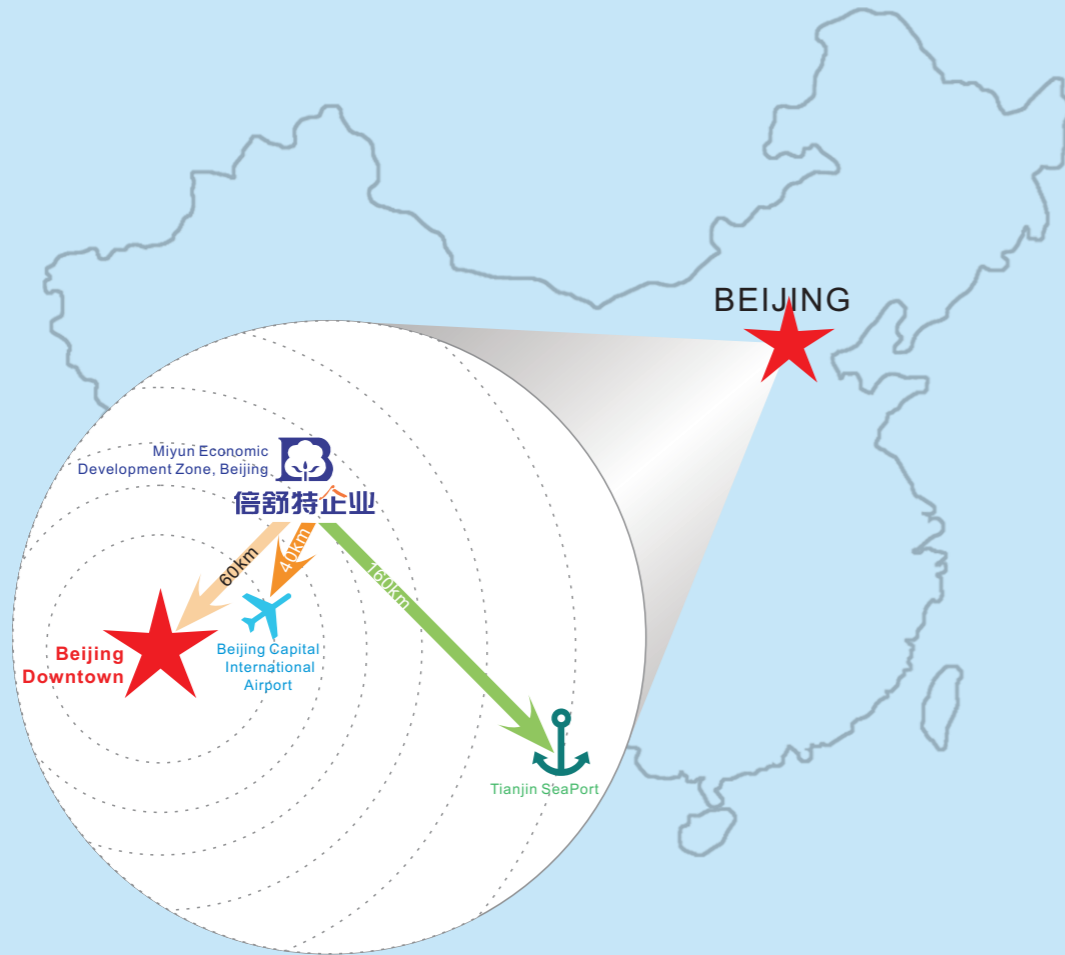 BEIJING
Miyun Economic
Development Zone, Beijing
B
倍舒特企业
60km
40km
160km
Beijing
Downtown
Beijing Capital
International
Airport
Tianjin SeaPort